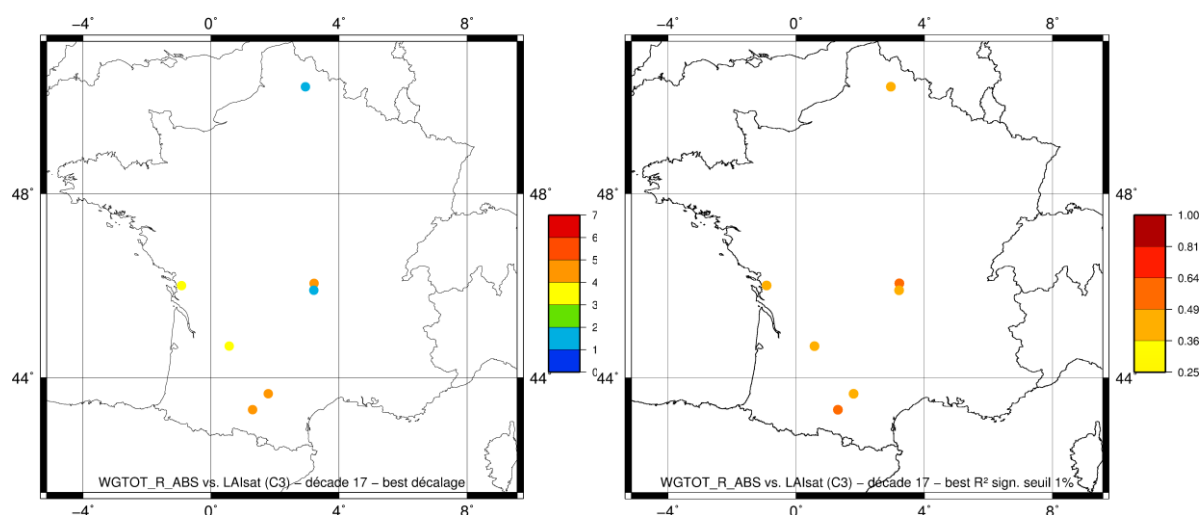 −4° 0° 4° 8° −4° 0° 4° 8°
48° 48° 48° 48°
7 6 5 4 3 2 1 0
1.00 0.81 0.64 0.49 0.36 0.25
44° 44° 44° 44°
WGTOT_R_ABS vs. LAIsat (C3) − décade 17 − best décalage
WGTOT_R_ABS vs. LAIsat (C3) − décade 17 − best R² sign. seuil 1%
−4° 0° 4° 8° −4° 0° 4° 8°